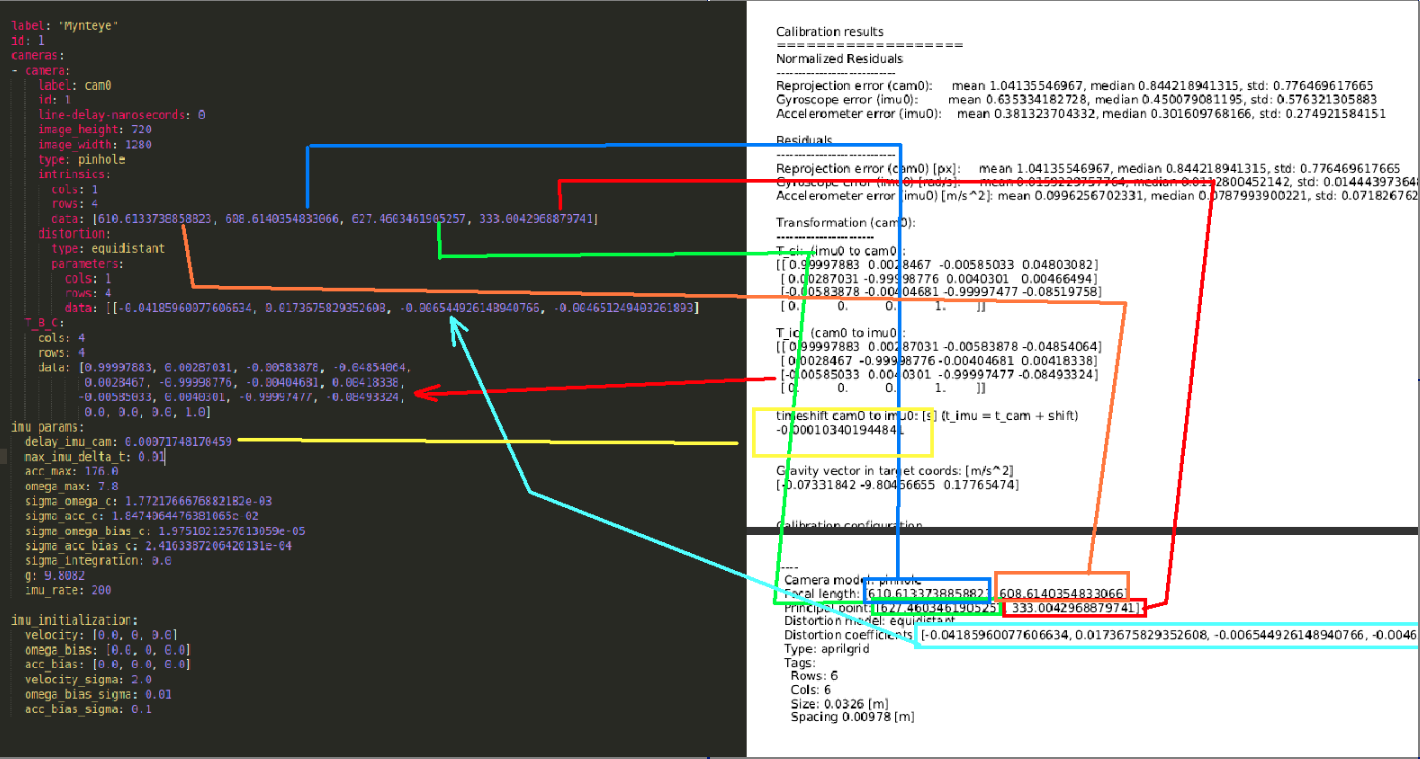 label: "Mynteye"
id: 1
cameras:
- camera:
label: cam0
id: 1
line-delay-nanoseconds: 0
image_height: 720
image_width: 1280
type: pinhole
intrinsics:
cols: 1
rows: 4
data: [610.6133738858823, 608.6140354833066, 627.4603461905257, 333.0042968879741]
distortion:
type: equidistant
parameters:
cols: 1
rows: 4
data: [[-0.04185960077606634, 0.0173675829352608, -0.006544926148940766, -0.004651249403261893]
T_B_C:
cols: 4
rows: 4
data: [0.99997883, 0.00287031, -0.00583878, -0.04854064,
0.0028467, -0.99998776, -0.00404681, 0.00418338,
-0.00585033, 0.0040301, -0.99997477, -0.08493324,
0.0, 0.0, 0.0, 1.0]
imu_params:
delay_imu_cam: 0.00971748170459
max_imu_delta_t: 0.01
acc_max: 176.0
omega_max: 7.8
sigma_omega_c: 1.7721766676882182e-03
sigma_acc_c: 1.8474064476381065e-02
sigma_omega_bias_c: 1.9751021257613059e-05
sigma_acc_bias_c: 2.4163387206420131e-04
sigma_integration: 0.0
g: 9.8082
imu_rate: 200
imu_initialization:
velocity: [0.0, 0.0, 0.0]
omega_bias: [0.0, 0.0, 0.0]
acc_bias: [0.0, 0.0, 0.0]
velocity_sigma: 2.0
omega_bias_sigma: 0.01
acc_bias_sigma: 0.1
Calibration results
===================
Normalized Residuals
----------------------------
Reprojection error (cam0): mean 1.04135546967, median 0.844218941315, std: 0.776469617665
Gyroscope error (imu0): mean 0.635334182728, median 0.450079081195, std: 0.576321305883
Accelerometer error (imu0): mean 0.381323704332, median 0.301609768166, std: 0.274921584151
Residuals
----------------------------
Reprojection error (cam0) [px]: mean 1.04135546967, median 0.844218941315, std: 0.776469617665
Gyroscope error (imu0) [rad/s]: mean median std:
Accelerometer error (imu0) [m/s^2]: mean 0.0996256702331, median 0.0787993900221, std: 0.071826762
Transformation (cam0):
-----------------------
T_ci: (imu0 to cam0):
[[ 0.99997883 0.0028467 -0.00585033 0.04803082]
[ 0.00287031 -0.99998776 0.0040301 0.00466494]
[-0.00583878 -0.00404681 -0.99997477 -0.08519758]
[ 0. 0. 0. 1. ]]
T_ic: (cam0 to imu0):
[[ 0.99997883 0.00287031 -0.00583878 -0.04854064]
[ 0.0028467 -0.99998776 -0.00404681 0.00418338]
[-0.00585033 0.0040301 -0.99997477 -0.08493324]
[ 0. 0. 0. 1. ]]
timeshift cam0 to imu0: [s] (t_imu = t_cam + shift)
-0.000103401944841
Gravity vector in target coords: [m/s^2]
[-0.07331842 -9.80466655 0.17765474]
Calibration configuration
----
Camera model: pinhole
Focal length: [610.6133738858823, 608.6140354833066]
Principal point: [627.4603461905257, 333.0042968879741]
Distortion model: equidistant
Distortion coefficients: [-0.04185960077606634, 0.0173675829352608, -0.006544926148940766, -0.0046
Type: aprilgrid
Tags:
Rows: 6
Cols: 6
Size: 0.0326 [m]
Spacing 0.00978 [m]